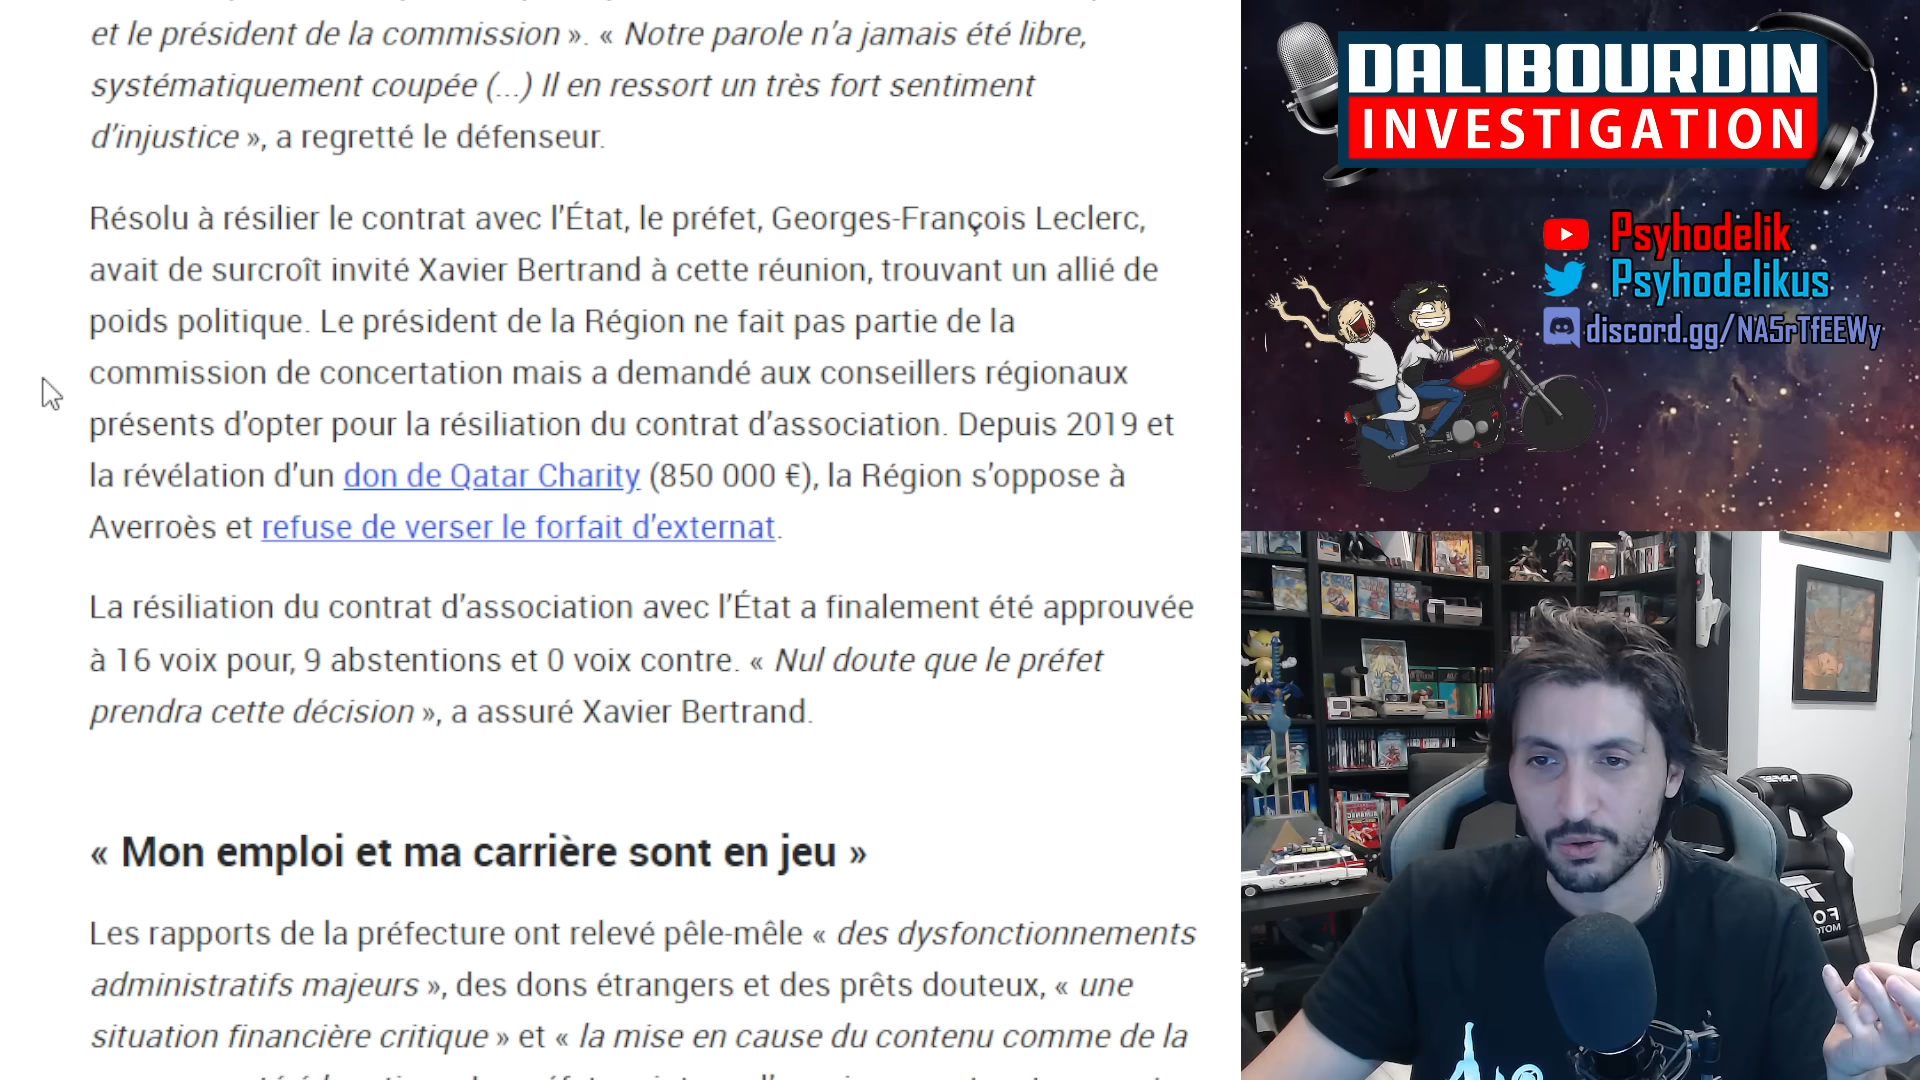 et le président de la commission ». « Notre parole n’a jamais été libre,
systématiquement coupée (...) Il en ressort un très fort sentiment
d’injustice », a regretté le défenseur.
Résolu à résilier le contrat avec l’État, le préfet, Georges-François Leclerc,
avait de surcroît invité Xavier Bertrand à cette réunion, trouvant un allié de
poids politique. Le président de la Région ne fait pas partie de la
commission de concertation mais a demandé aux conseillers régionaux
présents d’opter pour la résiliation du contrat d’association. Depuis 2019 et
la révélation d’un don de Qatar Charity (850 000 €), la Région s’oppose à
Averroès et refuse de verser le forfait d’externat.
La résiliation du contrat d’association avec l’État a finalement été approuvée
à 16 voix pour, 9 abstentions et 0 voix contre. « Nul doute que le préfet
prendra cette décision », a assuré Xavier Bertrand.
« Mon emploi et ma carrière sont en jeu »
Les rapports de la préfecture ont relevé pêle-mêle « des dysfonctionnements
administratifs majeurs », des dons étrangers et des prêts douteux, « une
situation financière critique » et « la mise en cause du contenu comme de la
DALIBOURDIN
INVESTIGATION
Psyhodelik
Psyhodelikus
discord.gg/NA5rTfEEWy